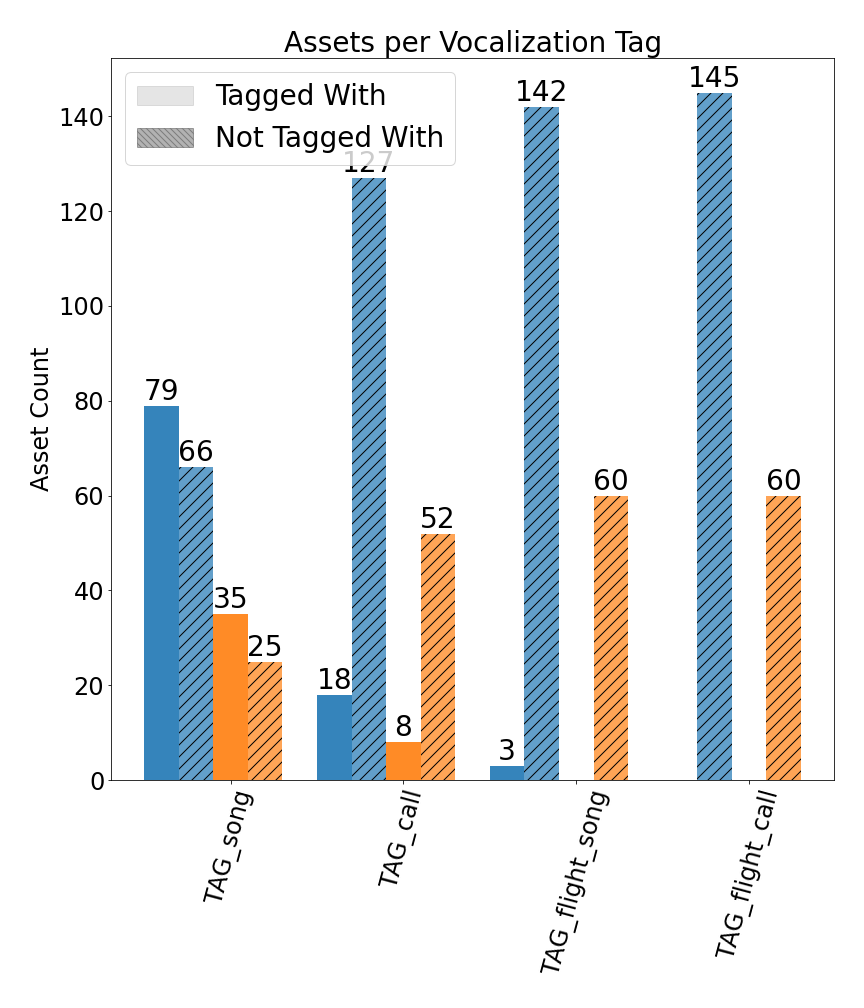 Assets per Vocalization Tag
Tagged With
Not Tagged With
Asset Count
140
120
100
80
60
40
20
0
79
66
35
25
18
127
8
52
3
142
60
145
60
TAG_song
TAG_call
TAG_flight_song
TAG_flight_call